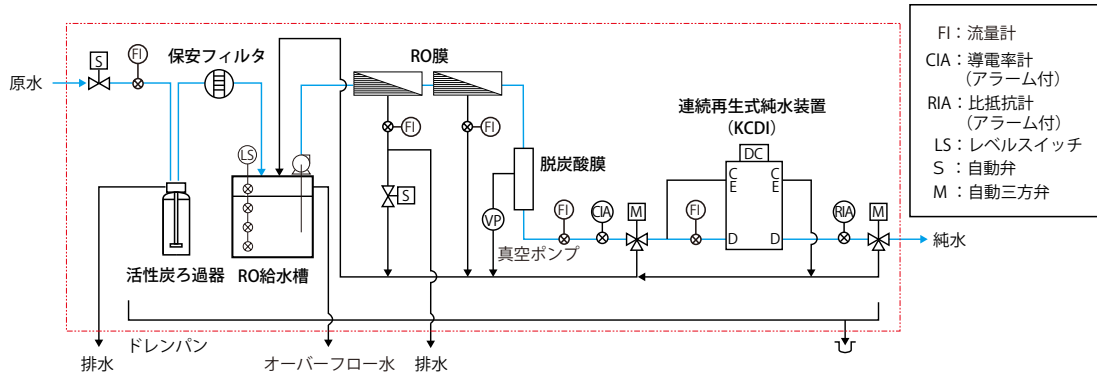 原水
S
FI
保安フィルタ
RO膜
FI
FI
LS
S
脱炭酸膜
VP
真空ポンプ
FI
CIA
M
FI
連続再生式純水装置
(KCDI)
DC
C
E
D
C
E
D
RIA
M
純水
活性炭ろ過器
RO給水槽
ドレンパン
排水
オーバーフロー水
排水
FI：流量計
CIA：導電率計
(アラーム付)
RIA：比抵抗計
(アラーム付)
LS：レベルスイッチ
S：自動弁
M：自動三方弁